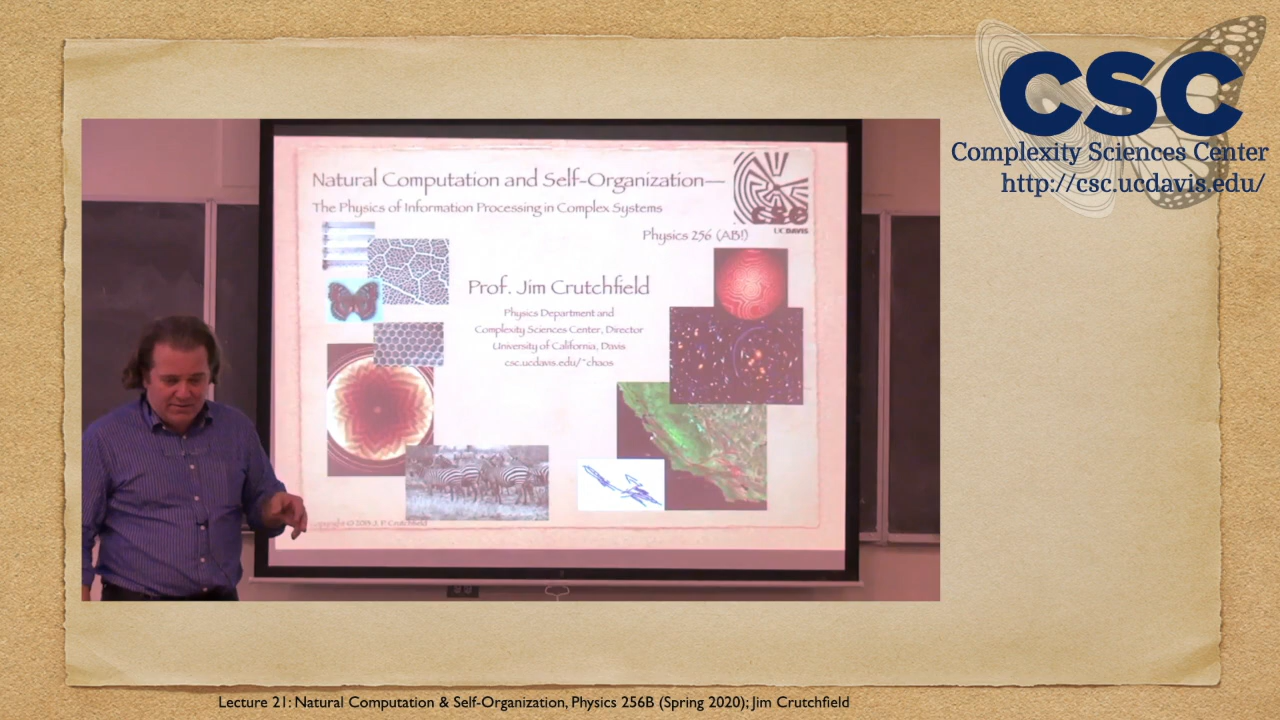 CSC
Complexity Sciences Center
http://csc.ucdavis.edu/
Natural Computation and Self-Organization—
The Physics of Information Processing in Complex Systems
UCDAVIS
Physics 256 (AB!)
Prof. Jim Crutchfield
Physics Department and
Complexity Sciences Center, Director
University of California, Davis
csc.ucdavis.edu/~chaos
J. P. Crutchfield
Lecture 21: Natural Computation & Self-Organization, Physics 256B (Spring 2020); Jim Crutchfield